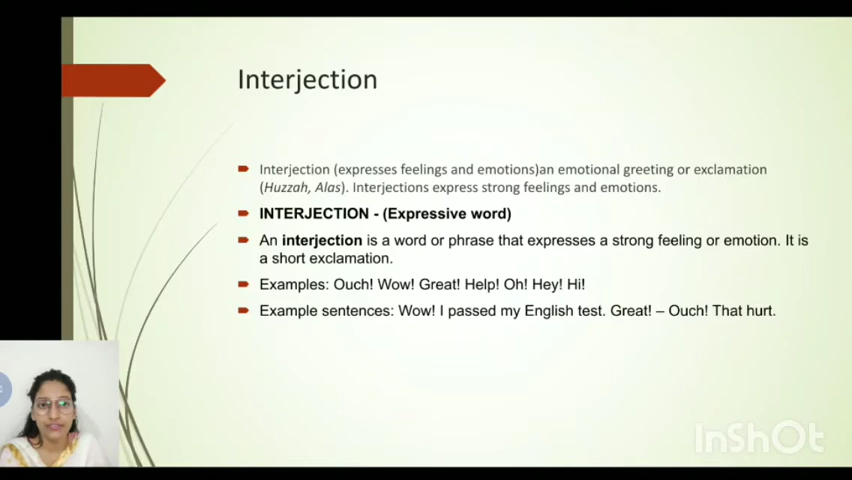 Interjection
Interjection (expresses feelings and emotions)an emotional greeting or exclamation
(Huzzah, Alas). Interjections express strong feelings and emotions.
INTERJECTION - (Expressive word)
An interjection is a word or phrase that expresses a strong feeling or emotion. It is
a short exclamation.
Examples: Ouch! Wow! Great! Help! Oh! Hey! Hi!
Example sentences: Wow! I passed my English test. Great! – Ouch! That hurt.
InShOt